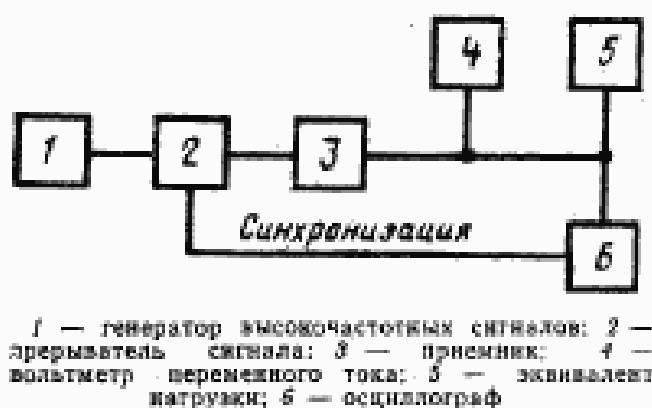 4 5
1 2 3
Синхронизация
6
1 — генератор высокочастотных сигналов; 2 —
прерыватель сигнала; 3 — приемник; 4 —
вольтметр переменного тока; 5 — эквивалент
нагрузки; 6 — осциллограф